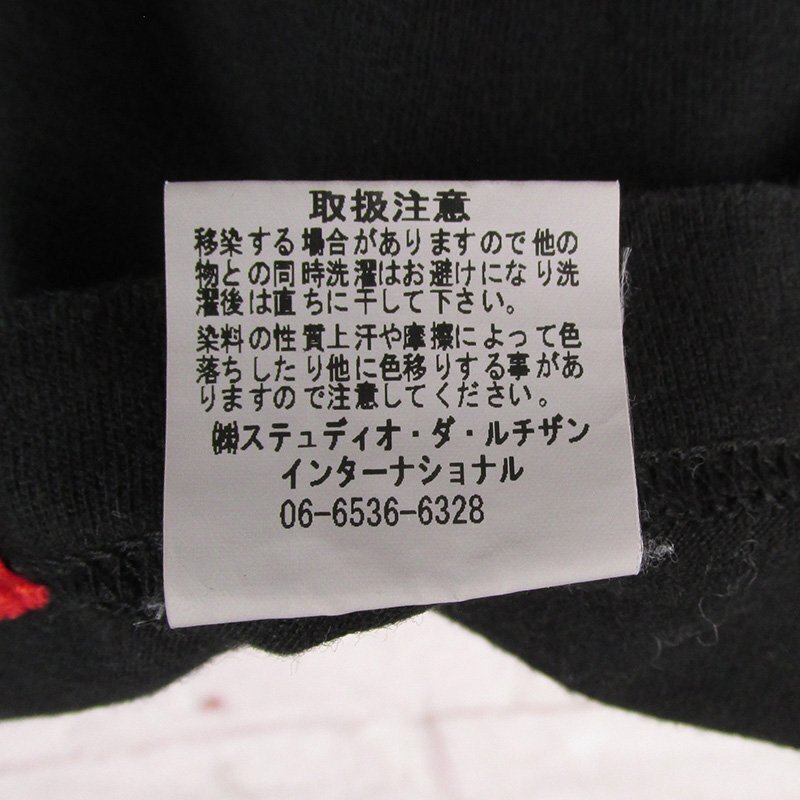 取扱注意
移染する場合がありますので他の
物との同時洗濯はお避けになり洗
濯後は直ちに干して下さい。
染料の性質上汗や摩擦によって色
落ちしたり他に色移りする事があ
りますので注意してください。
㈱ステュディオ・ダ・ルチザン
インターナショナル
06-6536-6328